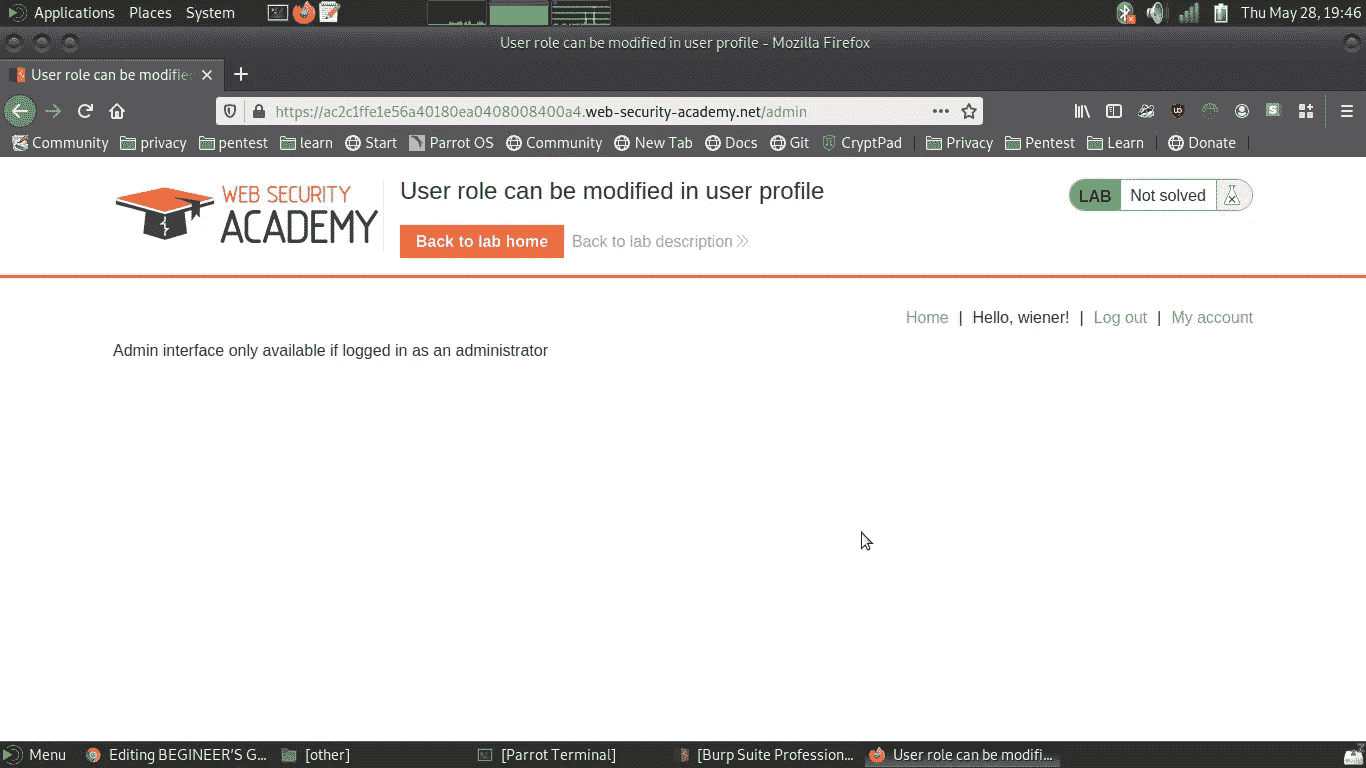 Applications Places System Thu May 28, 19:46
User role can be modified in user profile - Mozilla Firefox
User role can be modifie
https://ac2c1ffe1e56a40180ea0408008400a4.web-security-academy.net/admin
Community privacy pentest learn Start Parrot OS Community New Tab Docs Git CryptPad Privacy Pentest Learn Donate
WEB SECURITY
ACADEMY
User role can be modified in user profile
LAB Not solved
Back to lab home Back to lab description
Home | Hello, wiener! | Log out | My account
Admin interface only available if logged in as an administrator
Menu Editing BEGINEER'S G... [other] [Parrot Terminal] [Burp Suite Profession... User role can be modifi...